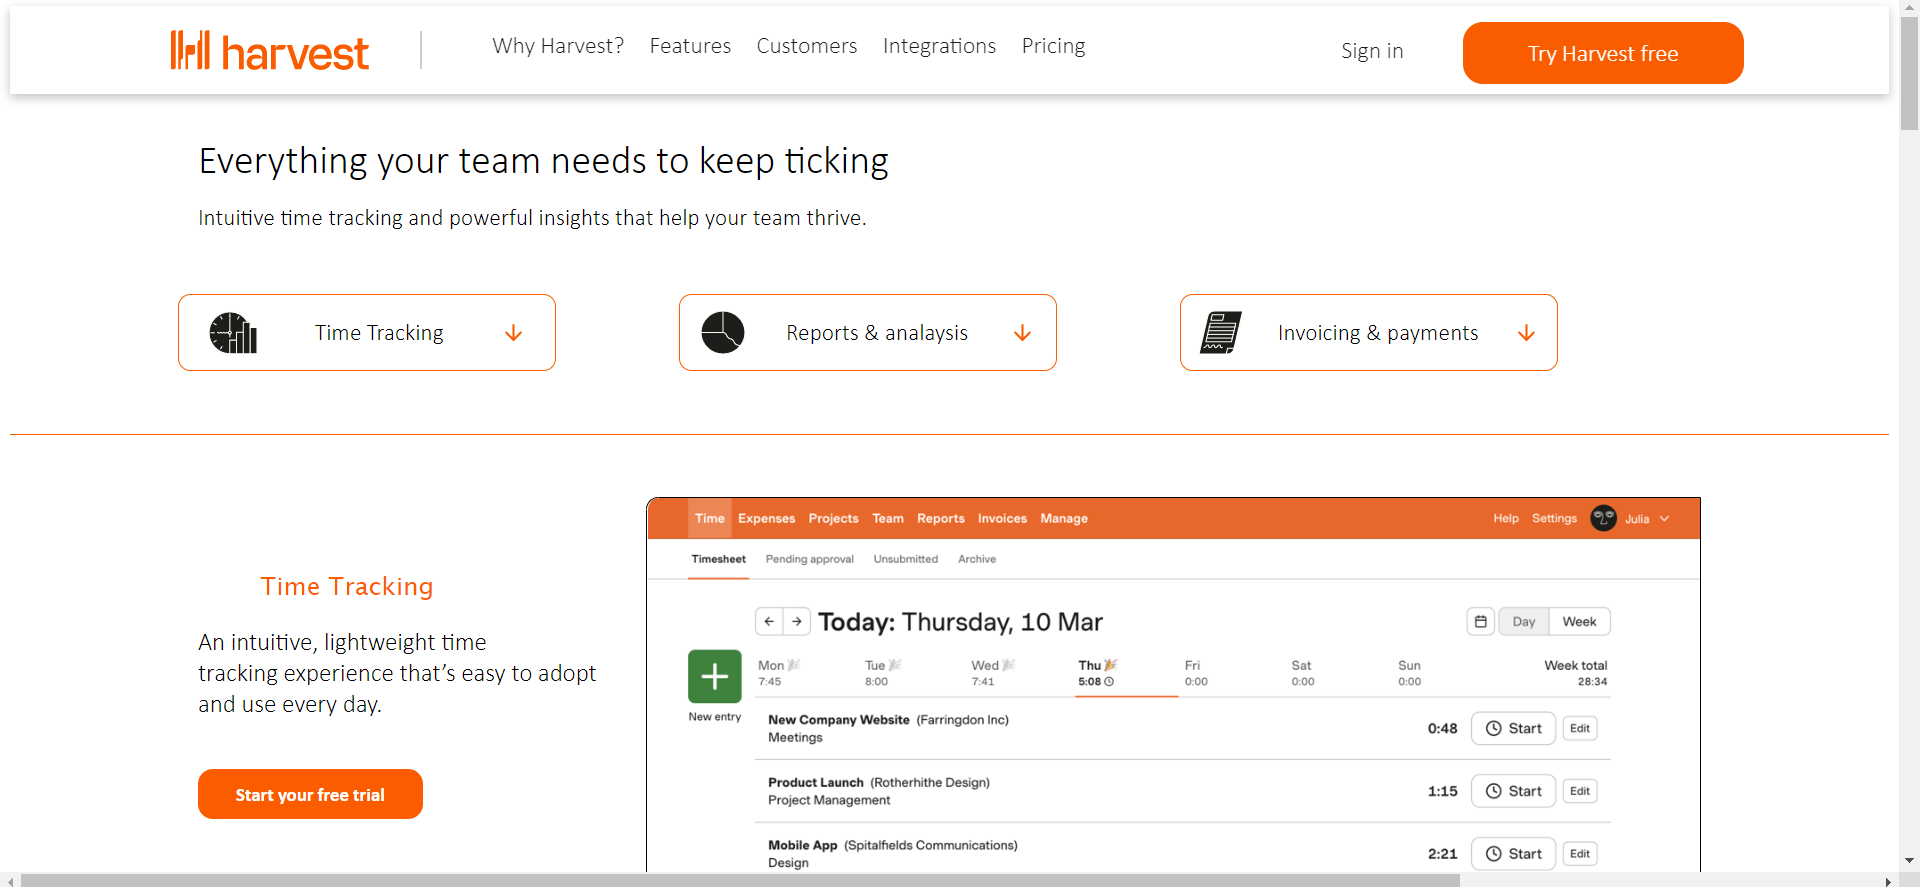 harvest
Why Harvest? Features Customers Integrations Pricing
Sign in
Try Harvest free
Everything your team needs to keep ticking
Intuitive time tracking and powerful insights that help your team thrive.
Time Tracking
Reports & analaysis
Invoicing & payments
Time Tracking
An intuitive, lightweight time
tracking experience that’s easy to adopt
and use every day.
Start your free trial
Time Expenses Projects Team Reports Invoices Manage
Help Settings Julia
Timesheet Pending approval Unsubmitted Archive
Today: Thursday, 10 Mar
Day Week
New entry
Mon Tue Wed Thu Fri Sat Sun Week total
7:45 8:00 7:41 5:08 0:00 0:00 0:00 28:34
New Company Website (Farringdon Inc)
Meetings
0:48 Start Edit
Product Launch (Rotherhithe Design)
Project Management
1:15 Start Edit
Mobile App (Spitalfields Communications)
Design
2:21 Start Edit